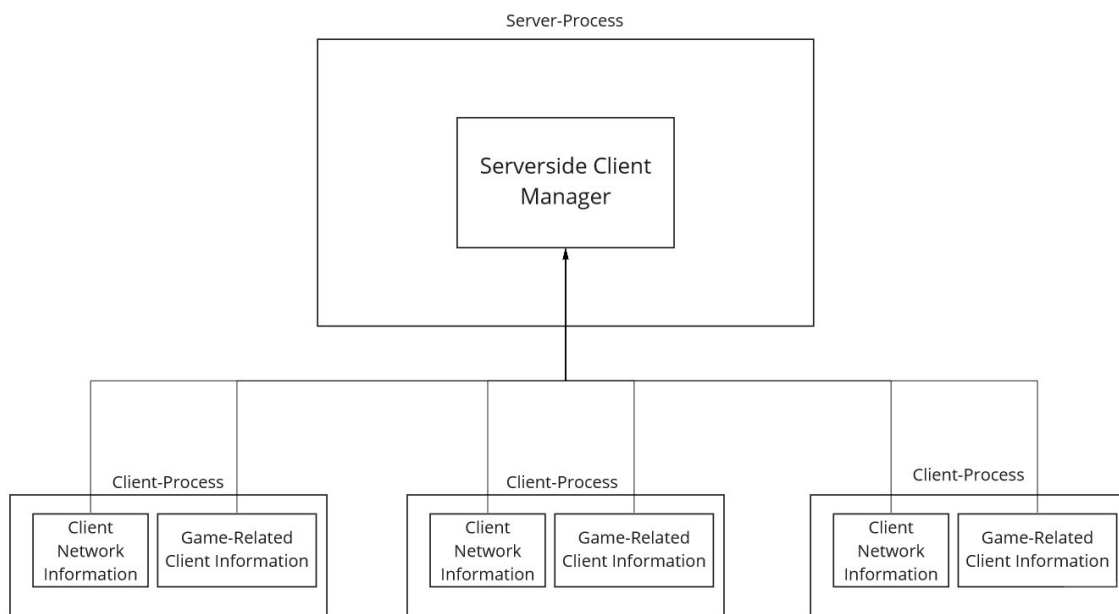 Server-Process
Serverside Client
Manager
Client-Process
Client
Network
Information
Game-Related
Client Information
Client-Process
Client
Network
Information
Game-Related
Client Information
Client-Process
Client
Network
Information
Game-Related
Client Information